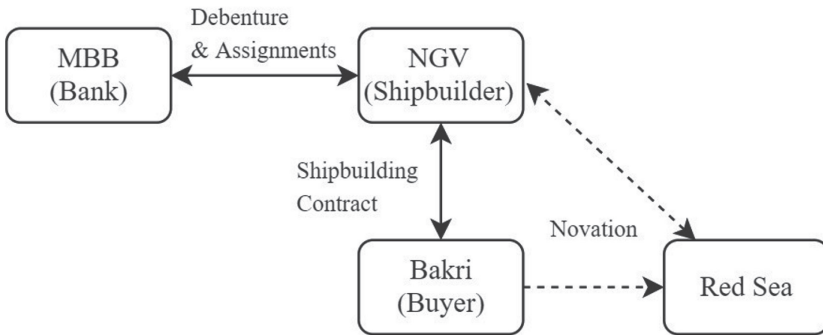 Debenture
& Assignments
MBB
(Bank)
NGV
(Shipbuilder)
Shipbuilding
Contract
Novation
Bakri
(Buyer)
Red Sea